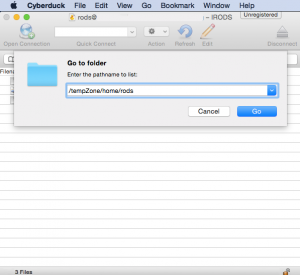 Cyberduck File Edit View Go Bookmark Window Help
rods@ – IRODS Unregistered
Open Connection Quick Connect Action Refresh Edit Disconnect
Go to folder
Enter the pathname to list:
/tempZone/home/rods
Cancel Go
3 Files